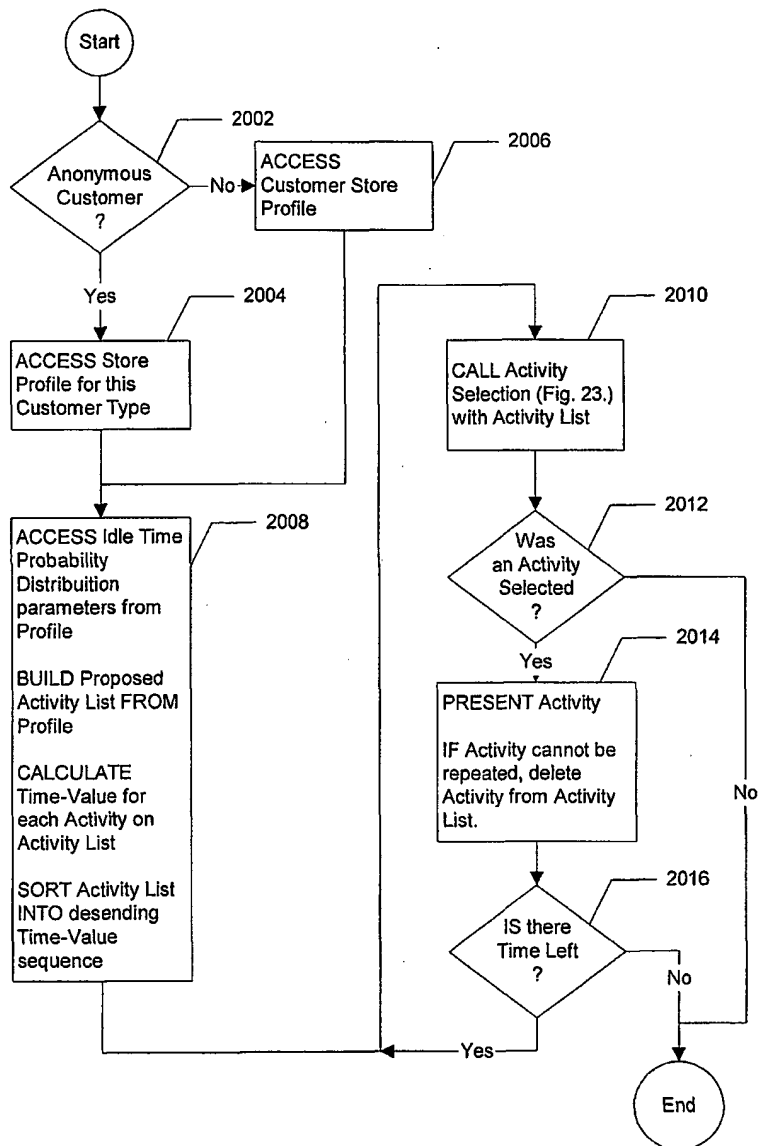 Start
2002
Anonymous
Customer
?
No
2006
ACCESS
Customer Store
Profile
Yes
2004
ACCESS Store
Profile for this
Customer Type
2008
ACCESS Idle Time
Probability
Distribuition
parameters from
Profile
BUILD Proposed
Activity List FROM
Profile
CALCULATE
Time-Value for
each Activity on
Activity List
SORT Activity List
INTO desending
Time-Value
sequence
2010
CALL Activity
Selection (Fig. 23.)
with Activity List
2012
Was
an Activity
Selected
?
Yes
2014
PRESENT Activity
IF Activity cannot be
repeated, delete
Activity from Activity
List.
No
2016
IS there
Time Left
?
No
Yes
End